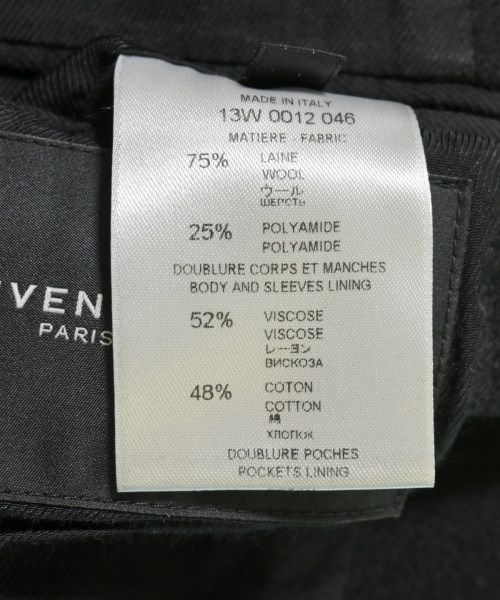 MADE IN ITALY
13W 0012 046
MATIERE - FABRIC
75% LAINE
WOOL
ウール
ШЕРСТЬ
25% POLYAMIDE
POLYAMIDE
DOUBLURE CORPS ET MANCHES
BODY AND SLEEVES LINING
52% VISCOSE
VISCOSE
レーヨン
ВИСКОЗА
48% COTON
COTTON
綿
ХЛОПОК
DOUBLURE POCHES
POCKETS LINING
VEN
PARIS